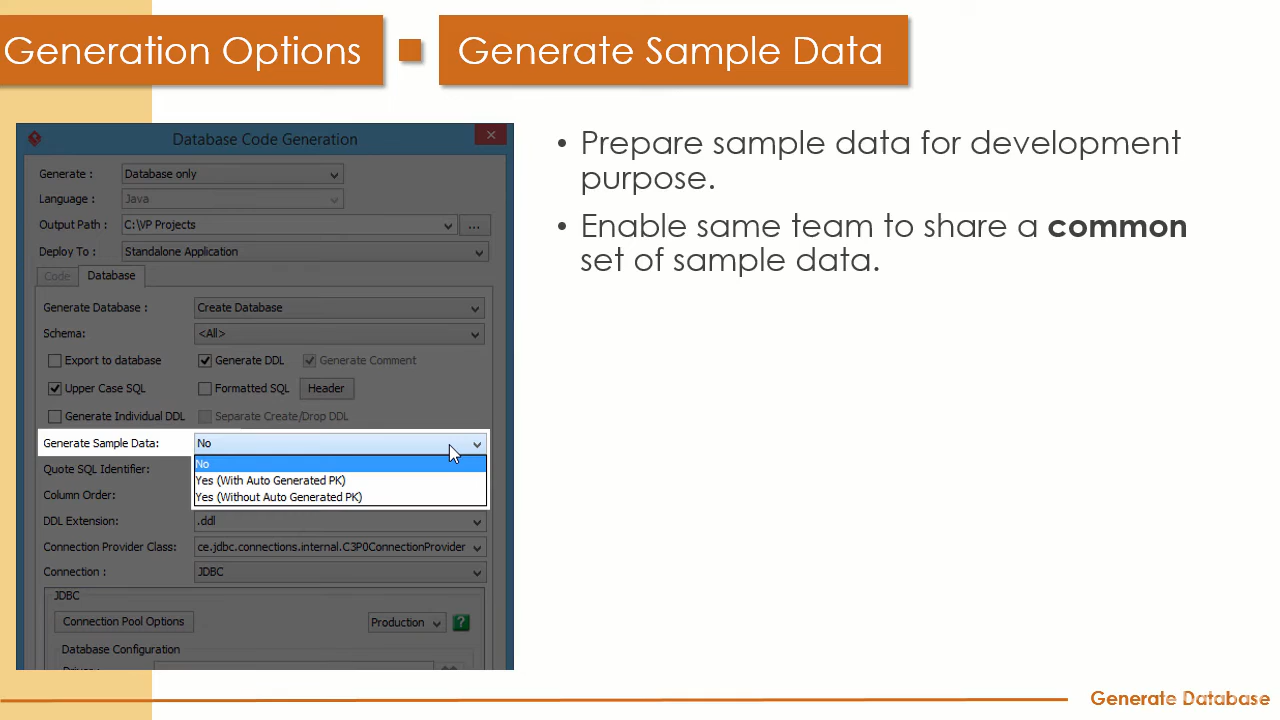 Generation Options ■ Generate Sample Data
Database Code Generation
Generate : Database only
Language : Java
Output Path : C:\VP Projects ...
Deploy To : Standalone Application
Code Database
Generate Database : Create Database
Schema: <All>
Export to database Generate DDL Generate Comment
Upper Case SQL Formatted SQL Header
Generate Individual DDL Separate Create/Drop DDL
Generate Sample Data: No
No
Quote SQL Identifier:
Yes (With Auto Generated PK)
Column Order:
Yes (Without Auto Generated PK)
DDL Extension: .ddl
Connection Provider Class: ce.jdbc.connections.internal.C3P0ConnectionProvider
Connection : JDBC
JDBC
Connection Pool Options Production ?
Database Configuration
• Prepare sample data for development
purpose.
• Enable same team to share a common
set of sample data.
Generate Database